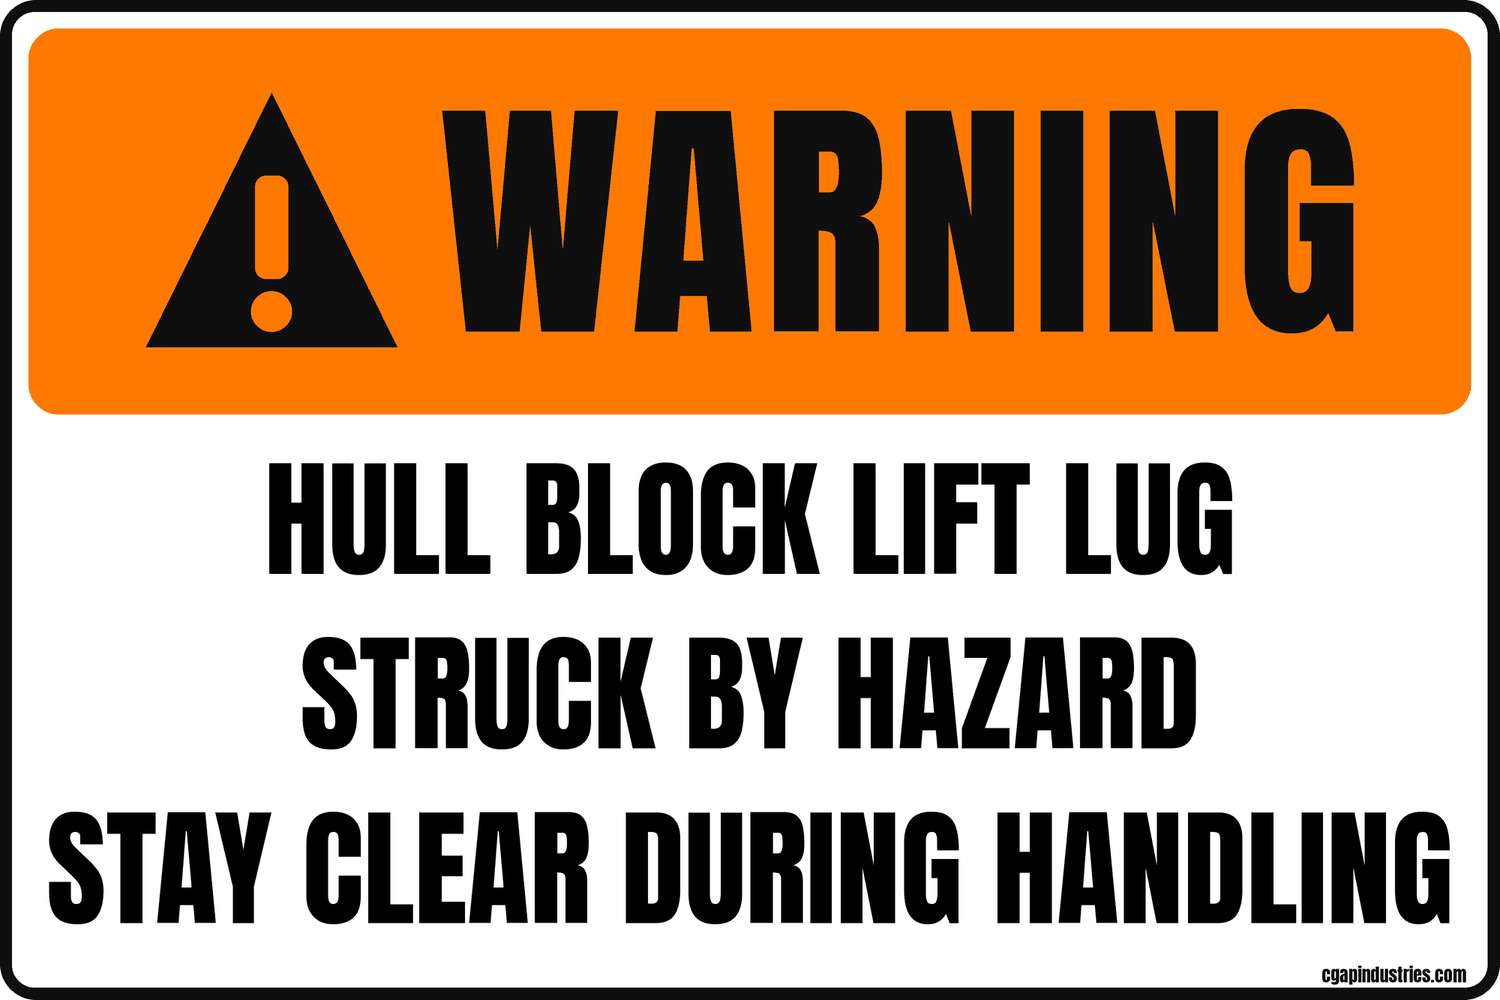 WARNING
HULL BLOCK LIFT LUG
STRUCK BY HAZARD
STAY CLEAR DURING HANDLING
cgapindustries.com